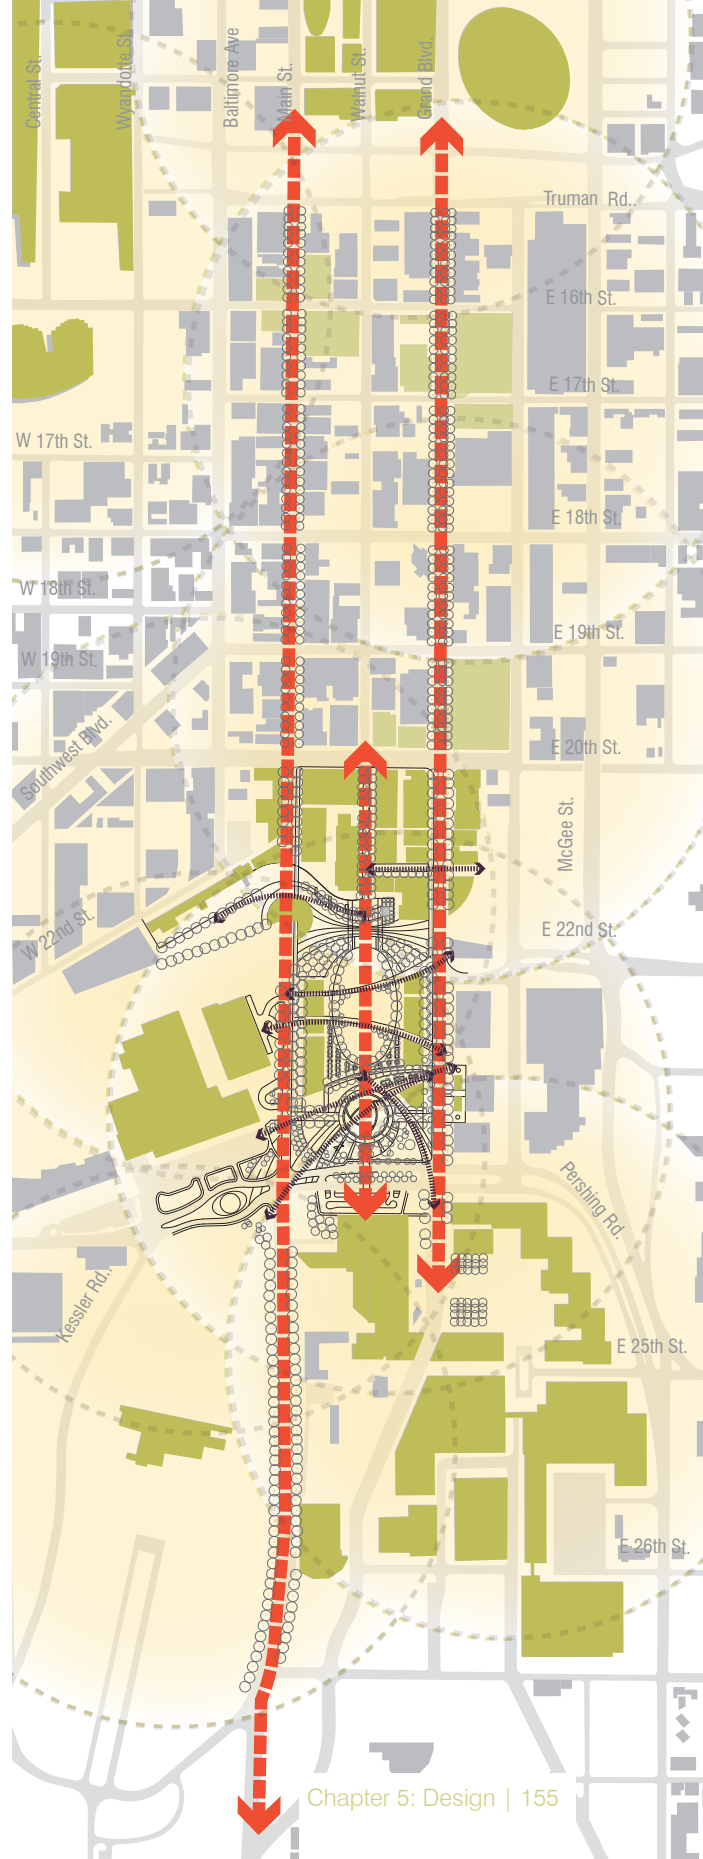 Central St.
Wyandotte St.
Baltimore Ave
Main St.
Walnut St.
Grand Blvd.
Truman Rd..
E 16th St.
E 17th St.
W 17th St.
E 18th St.
W 18th St.
E 19th St.
W 19th St.
Southwest Blvd.
E 20th St.
McGee St.
W 22nd St.
E 22nd St.
Pershing Rd.
Kessler Rd..
E 25th St.
E 26th St.
Chapter 5: Design | 155